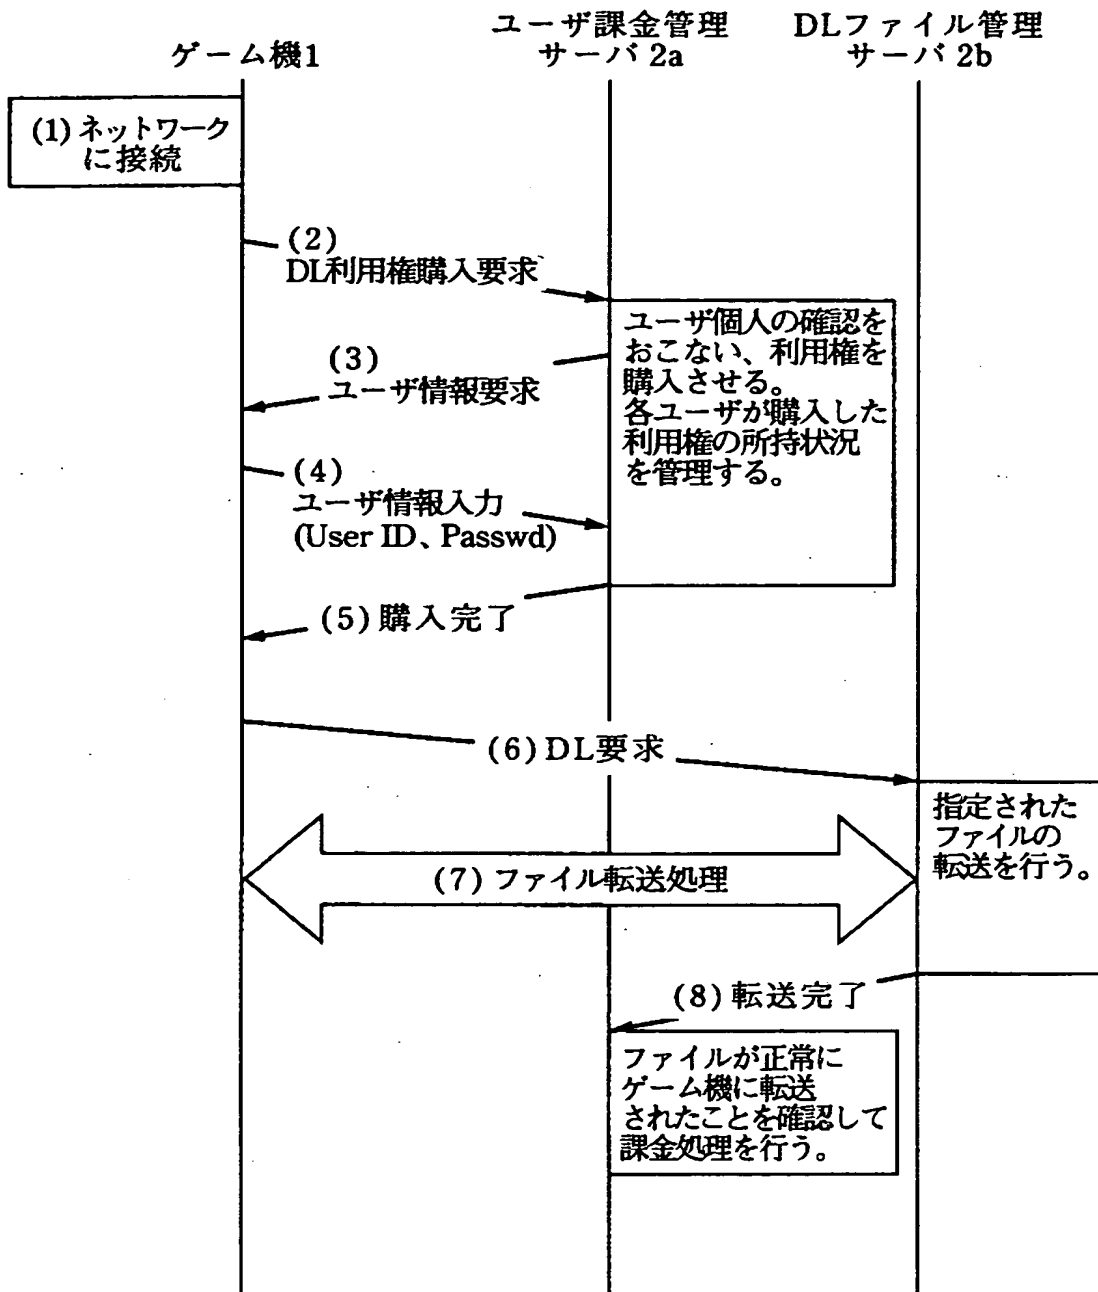 ゲーム機1
ユーザ課金管理
サーバ 2a
DLファイル管理
サーバ 2b
(1) ネットワーク
に接続
(2)
DL利用権購入要求
ユーザ個人の確認を
おこない、利用権を
購入させる。
各ユーザが購入した
利用権の所持状況
を管理する。
(3)
ユーザ情報要求
(4)
ユーザ情報入力
(User ID、Passwd)
(5) 購入完了
(6) DL要求
指定された
ファイルの
転送を行う。
(7) ファイル転送処理
(8) 転送完了
ファイルが正常に
ゲーム機に転送
されたことを確認して
課金処理を行う。